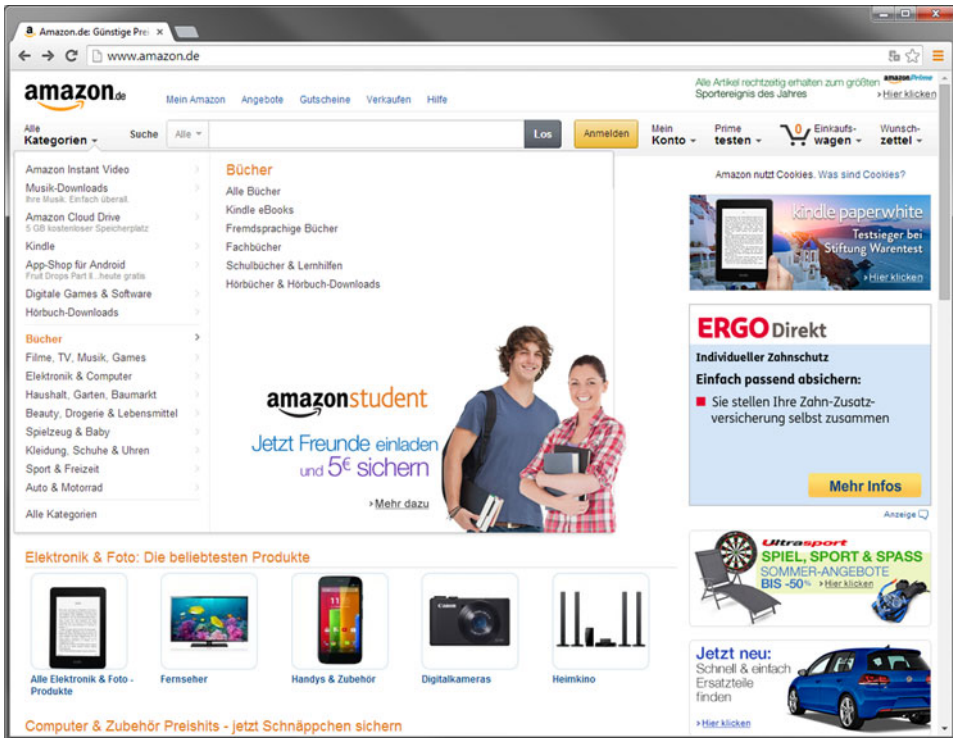 Amazon.de: Günstige Prei
www.amazon.de
amazon.de
Mein Amazon Angebote Gutscheine Verkaufen Hilfe
Alle Artikel rechtzeitig erhalten zum größten
Sportereignis des Jahres
amazonPrime
›Hier klicken
Alle
Kategorien
Suche
Alle
Los
Anmelden
Mein
Konto
Prime
testen
0
Einkaufs-
wagen
Wunsch-
zettel
Amazon Instant Video
Musik-Downloads
Ihre Musik. Einfach überall.
Amazon Cloud Drive
5 GB kostenloser Speicherplatz
Kindle
App-Shop für Android
Fruit Drops Part II...heute gratis
Digitale Games & Software
Hörbuch-Downloads
Bücher
Filme, TV, Musik, Games
Elektronik & Computer
Haushalt, Garten, Baumarkt
Beauty, Drogerie & Lebensmittel
Spielzeug & Baby
Kleidung, Schuhe & Uhren
Sport & Freizeit
Auto & Motorrad
Alle Kategorien
Bücher
Alle Bücher
Kindle eBooks
Fremdsprachige Bücher
Fachbücher
Schulbücher & Lernhilfen
Hörbücher & Hörbuch-Downloads
amazonstudent
Jetzt Freunde einladen
und 5€ sichern
›Mehr dazu
Amazon nutzt Cookies. Was sind Cookies?
kindle paperwhite
Testsieger bei
Stiftung Warentest
›Hier klicken
ERGO Direkt
Individueller Zahnschutz
Einfach passend absichern:
Sie stellen Ihre Zahn-Zusatz-
versicherung selbst zusammen
Mehr Infos
Anzeige
Ultrasport
SPIEL, SPORT & SPASS
SOMMER-ANGEBOTE
BIS -50% ›Hier klicken
Jetzt neu:
Schnell & einfach
Ersatzteile
finden
›Hier klicken
Elektronik & Foto: Die beliebtesten Produkte
Canon
Alle Elektronik & Foto -
Produkte
Fernseher
Handys & Zubehör
Digitalkameras
Heimkino
Computer & Zubehör Preishits - jetzt Schnäppchen sichern